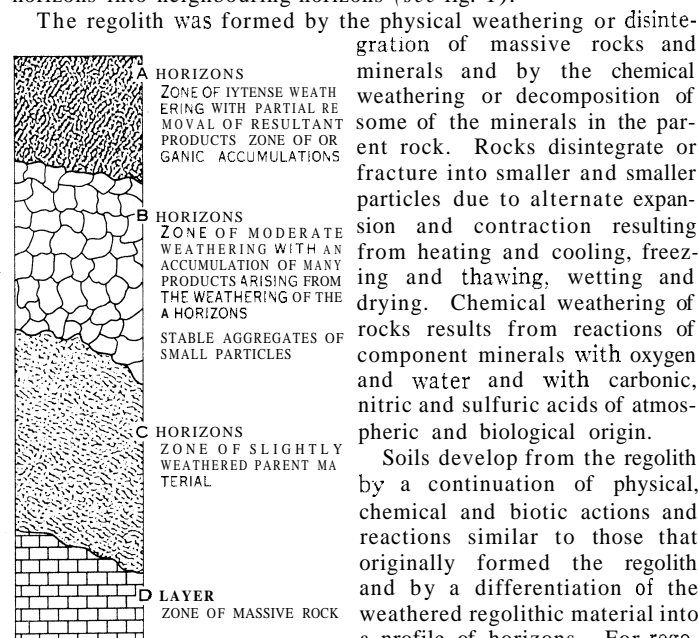 horizons into neighbouring horizons (see fig. 1).
The regolith was formed by the physical weathering or disinte-
gration of massive rocks and
minerals and by the chemical
weathering or decomposition of
some of the minerals in the par-
ent rock. Rocks disintegrate or
fracture into smaller and smaller
particles due to alternate expan-
sion and contraction resulting
from heating and cooling, freez-
ing and thawing, wetting and
drying. Chemical weathering of
rocks results from reactions of
component minerals with oxygen
and water and with carbonic,
nitric and sulfuric acids of atmos-
pheric and biological origin.
Soils develop from the regolith
by a continuation of physical,
chemical and biotic actions and
reactions similar to those that
originally formed the regolith
and by a differentiation of the
weathered regolithic material into
a profile of horizons. For rego-
A HORIZONS
ZONE OF IYTENSE WEATH
ERING WITH PARTIAL RE
MOVAL OF RESULTANT
PRODUCTS ZONE OF OR
GANIC ACCUMULATIONS
B HORIZONS
ZONE OF MODERATE
WEATHERING WITH AN
ACCUMULATION OF MANY
PRODUCTS ARISING FROM
THE WEATHERING OF THE
A HORIZONS
STABLE AGGREGATES OF
SMALL PARTICLES
C HORIZONS
ZONE OF SLIGHTLY
WEATHERED PARENT MA
TERIAL
D LAYER
ZONE OF MASSIVE ROCK